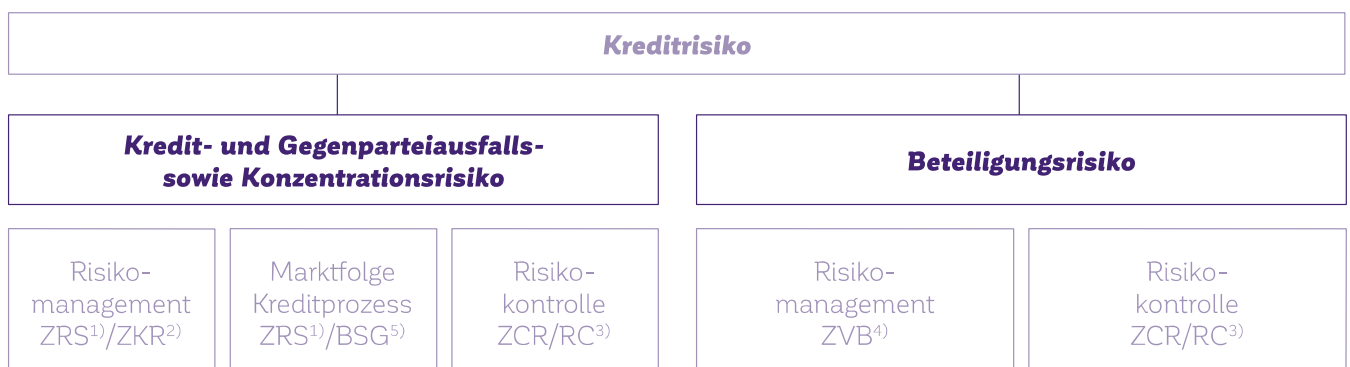 Kreditrisiko
Kredit- und Gegenparteiausfalls-
sowie Konzentrationsrisiko
Beteiligungsrisiko
Risiko-
management
ZRS¹⁾/ZKR²⁾
Marktfolge
Kreditprozess
ZRS¹⁾/BSG⁵⁾
Risiko-
kontrolle
ZCR/RC³⁾
Risiko-
management
ZVB⁴⁾
Risiko-
kontrolle
ZCR/RC³⁾